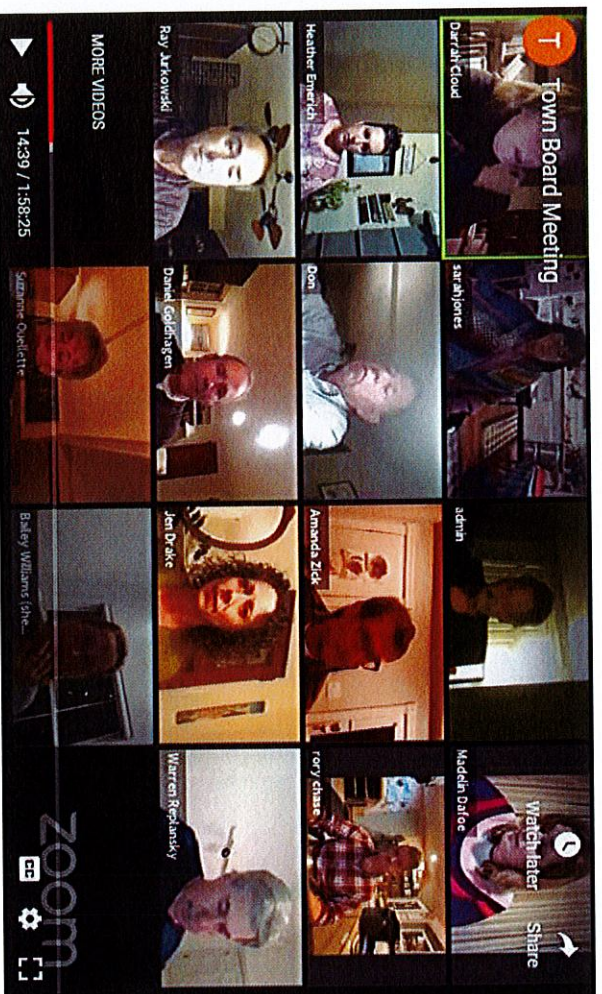 T Town Board Meeting
Watch later
Share
Darrah Cloud
sarahjones
admin
Madelin Dafoe
Heather Emerich
Don
Amanda Zick
rory chase
Ray Jurkowski
Daniel Goldhagen
Jen Drake
Warren Replansky
MORE VIDEOS
Suzanne Ouellette
Bailey Williams (she...
zoom
14:39 / 1:58:25
CC